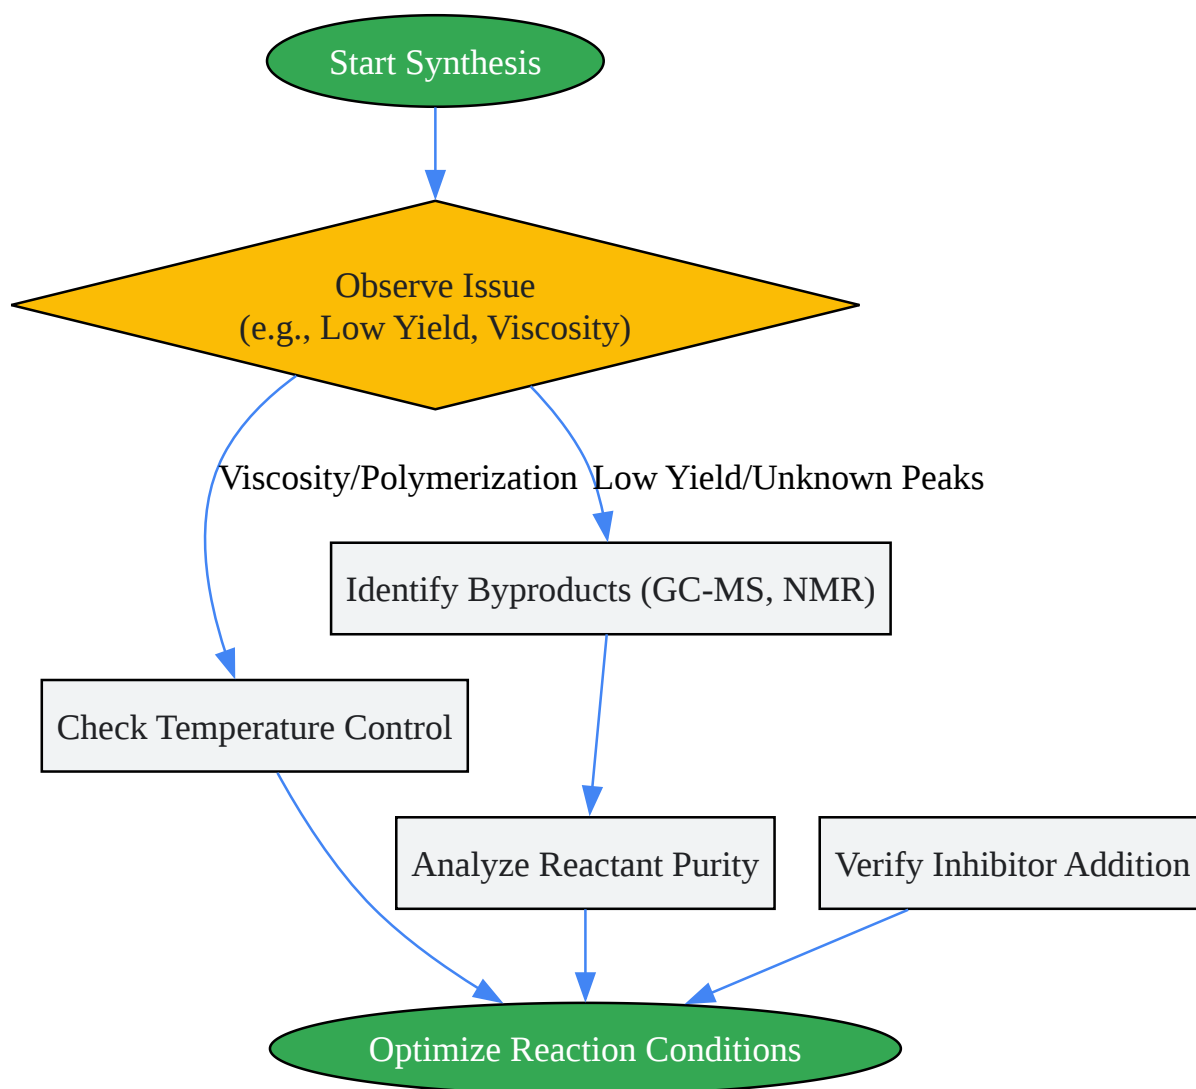 Start Synthesis
Observe Issue
(e.g., Low Yield, Viscosity)
Viscosity/Polymerization
Low Yield/Unknown Peaks
Identify Byproducts (GC-MS, NMR)
Check Temperature Control
Analyze Reactant Purity
Verify Inhibitor Addition
Optimize Reaction Conditions